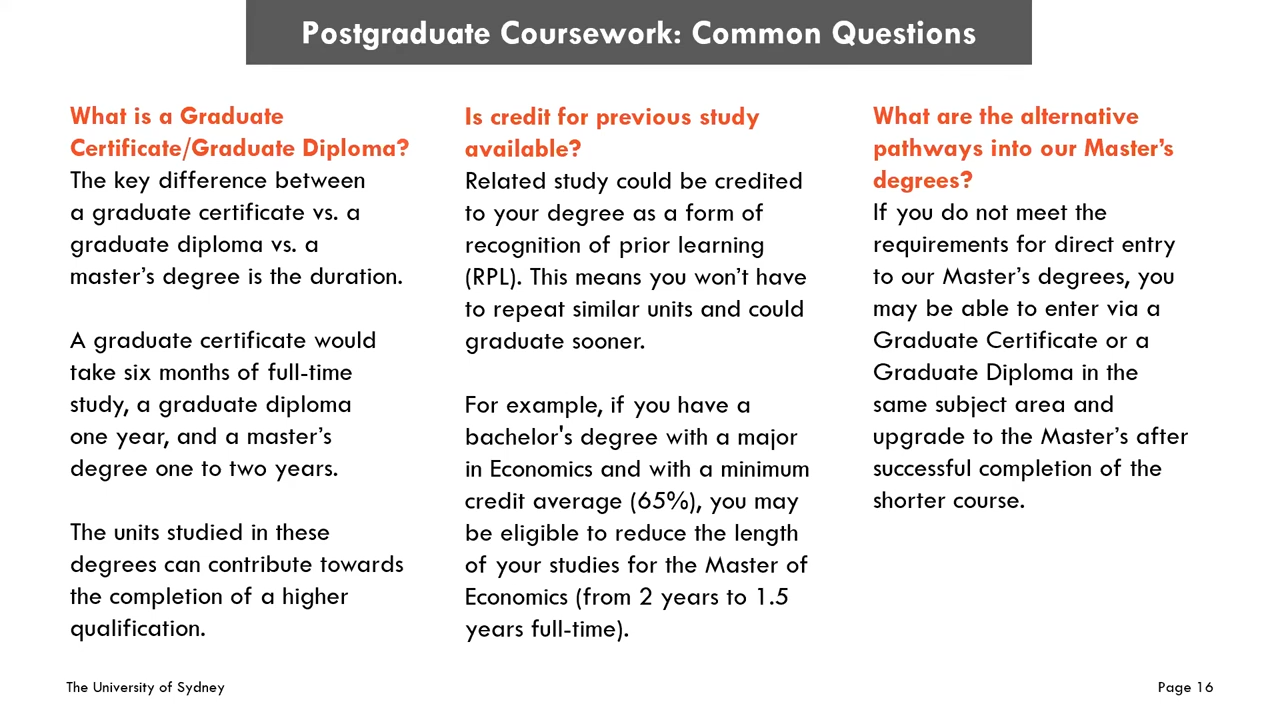 Postgraduate Coursework: Common Questions
What is a Graduate
Certificate/Graduate Diploma?
The key difference between
a graduate certificate vs. a
graduate diploma vs. a
master’s degree is the duration.
A graduate certificate would
take six months of full-time
study, a graduate diploma
one year, and a master’s
degree one to two years.
The units studied in these
degrees can contribute towards
the completion of a higher
qualification.
Is credit for previous study
available?
Related study could be credited
to your degree as a form of
recognition of prior learning
(RPL). This means you won’t have
to repeat similar units and could
graduate sooner.
For example, if you have a
bachelor's degree with a major
in Economics and with a minimum
credit average (65%), you may
be eligible to reduce the length
of your studies for the Master of
Economics (from 2 years to 1.5
years full-time).
What are the alternative
pathways into our Master’s
degrees?
If you do not meet the
requirements for direct entry
to our Master’s degrees, you
may be able to enter via a
Graduate Certificate or a
Graduate Diploma in the
same subject area and
upgrade to the Master’s after
successful completion of the
shorter course.
The University of Sydney
Page 16